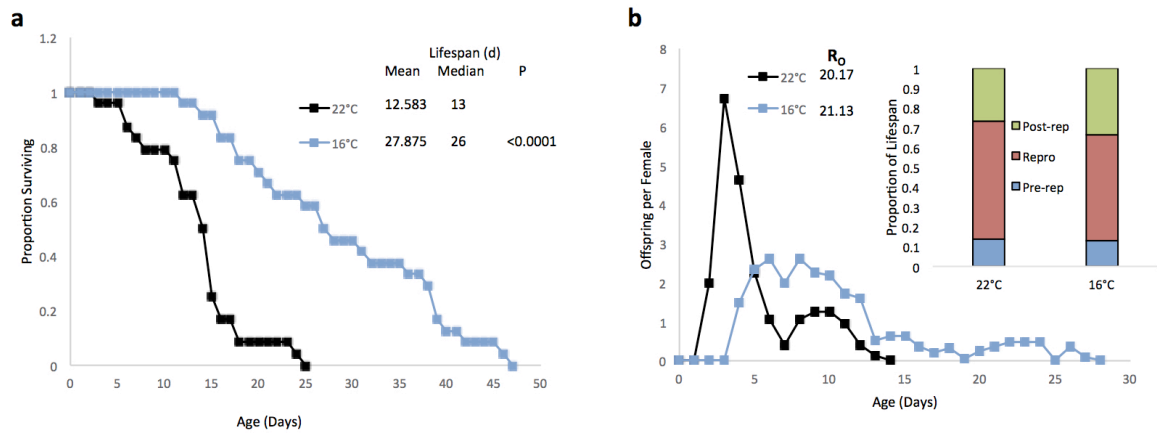 a
Lifespan (d)
Mean Median P
22°C 12.583 13
16°C 27.875 26 <0.0001
Proportion Surviving
1.2
1
0.8
0.6
0.4
0.2
0
0 5 10 15 20 25 30 35 40 45 50
Age (Days)
b
R0
22°C 20.17
16°C 21.13
Offspring per Female
8
7
6
5
4
3
2
1
0
0 5 10 15 20 25 30
Age (Days)
Proportion of Lifespan
1
0.9
0.8
0.7
0.6
0.5
0.4
0.3
0.2
0.1
0
Post-rep
Repro
Pre-rep
22°C 16°C